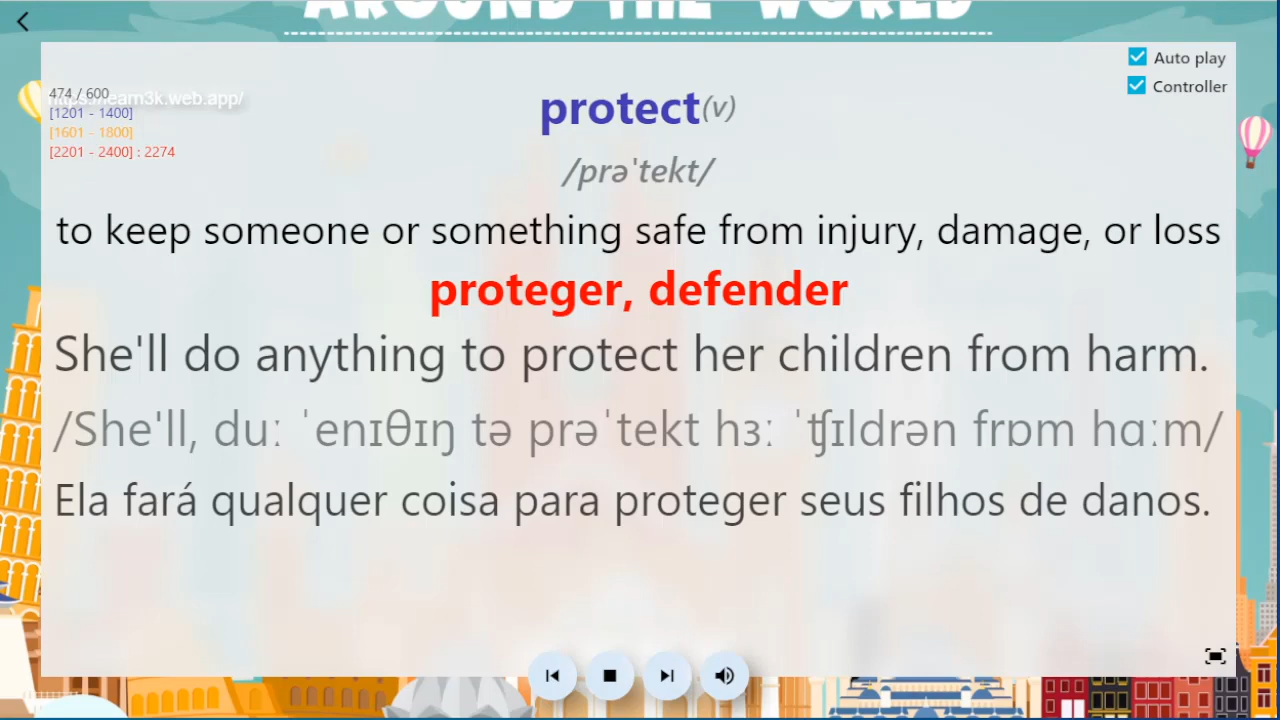 AROUND THE WORLD
Auto play
Controller
474 / 600
https://learn3k.web.app/
[1201 - 1400]
[1601 - 1800]
[2201 - 2400] : 2274
protect(v)
/prə'tekt/
to keep someone or something safe from injury, damage, or loss
proteger, defender
She'll do anything to protect her children from harm.
/She'll, duː ˈenɪθɪŋ tə prəˈtekt hɜː ˈʧɪldrən frɒm hɑːm/
Ela fará qualquer coisa para proteger seus filhos de danos.